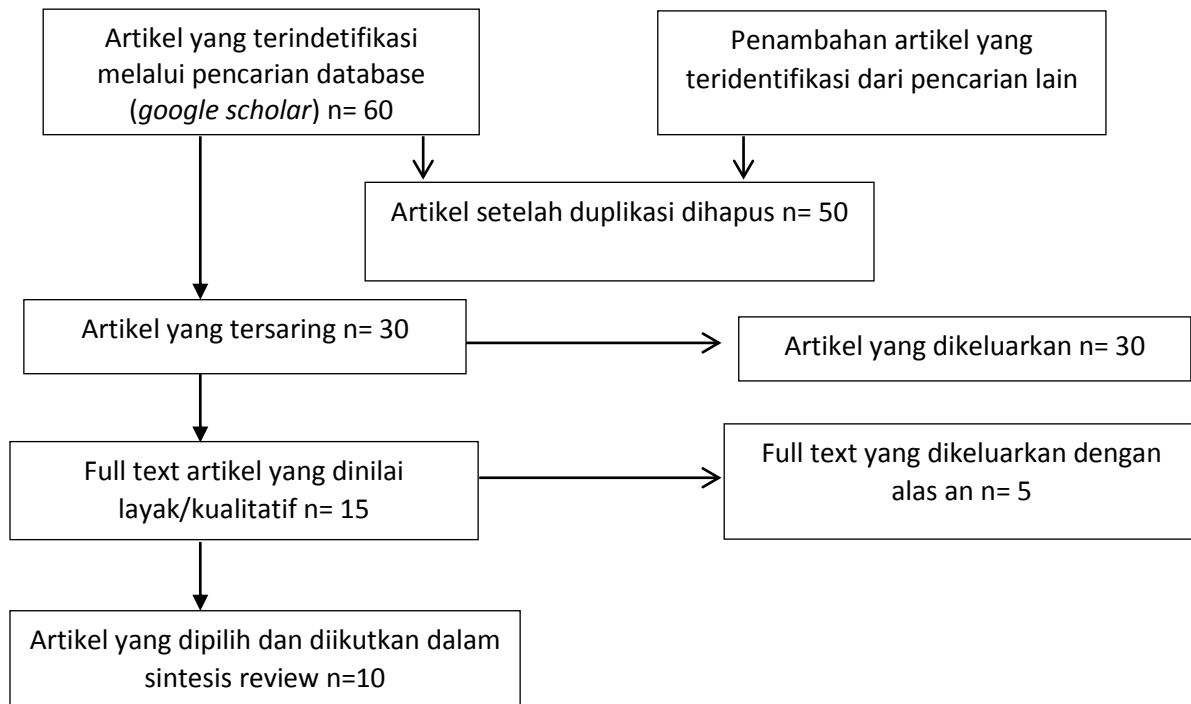 Artikel yang terindetifikasi
melalui pencarian database
(google scholar) n= 60
Penambahan artikel yang
teridentifikasi dari pencarian lain
Artikel setelah duplikasi dihapus n= 50
Artikel yang tersaring n= 30
Artikel yang dikeluarkan n= 30
Full text artikel yang dinilai
layak/kualitatif n= 15
Full text yang dikeluarkan dengan
alas an n= 5
Artikel yang dipilih dan diikutkan dalam
sintesis review n=10